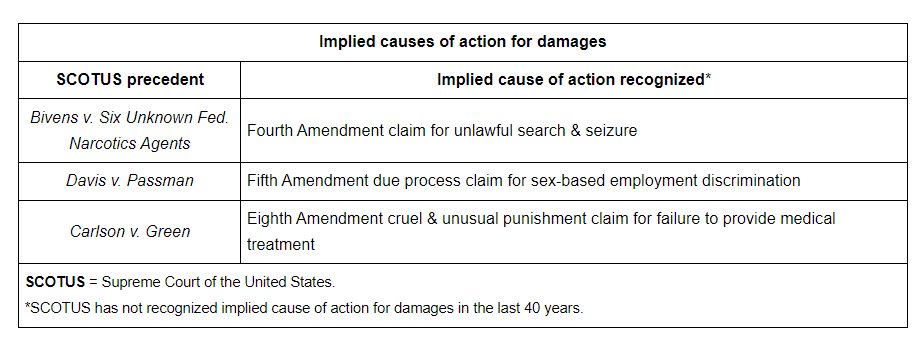 Implied causes of action for damages
SCOTUS precedent
Implied cause of action recognized*
Bivens v. Six Unknown Fed.
Narcotics Agents
Fourth Amendment claim for unlawful search & seizure
Davis v. Passman
Fifth Amendment due process claim for sex-based employment discrimination
Carlson v. Green
Eighth Amendment cruel & unusual punishment claim for failure to provide medical
treatment
SCOTUS = Supreme Court of the United States.
*SCOTUS has not recognized implied cause of action for damages in the last 40 years.